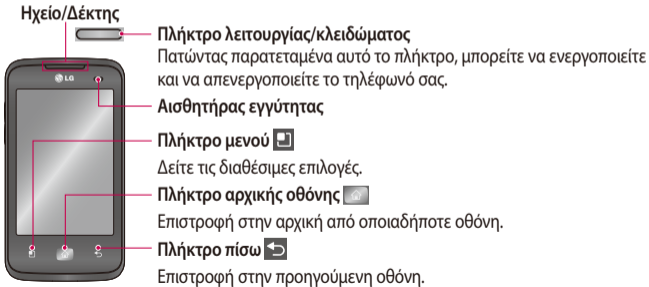 Ηχείο/Δέκτης
Πλήκτρο λειτουργίας/κλειδώματος
Πατώντας παρατεταμένα αυτό το πλήκτρο, μπορείτε να ενεργοποιείτε
και να απενεργοποιείτε το τηλέφωνό σας.
LG
Αισθητήρας εγγύτητας
Πλήκτρο μενού
Δείτε τις διαθέσιμες επιλογές.
Πλήκτρο αρχικής οθόνης
Επιστροφή στην αρχική από οποιαδήποτε οθόνη.
Πλήκτρο πίσω
Επιστροφή στην προηγούμενη οθόνη.